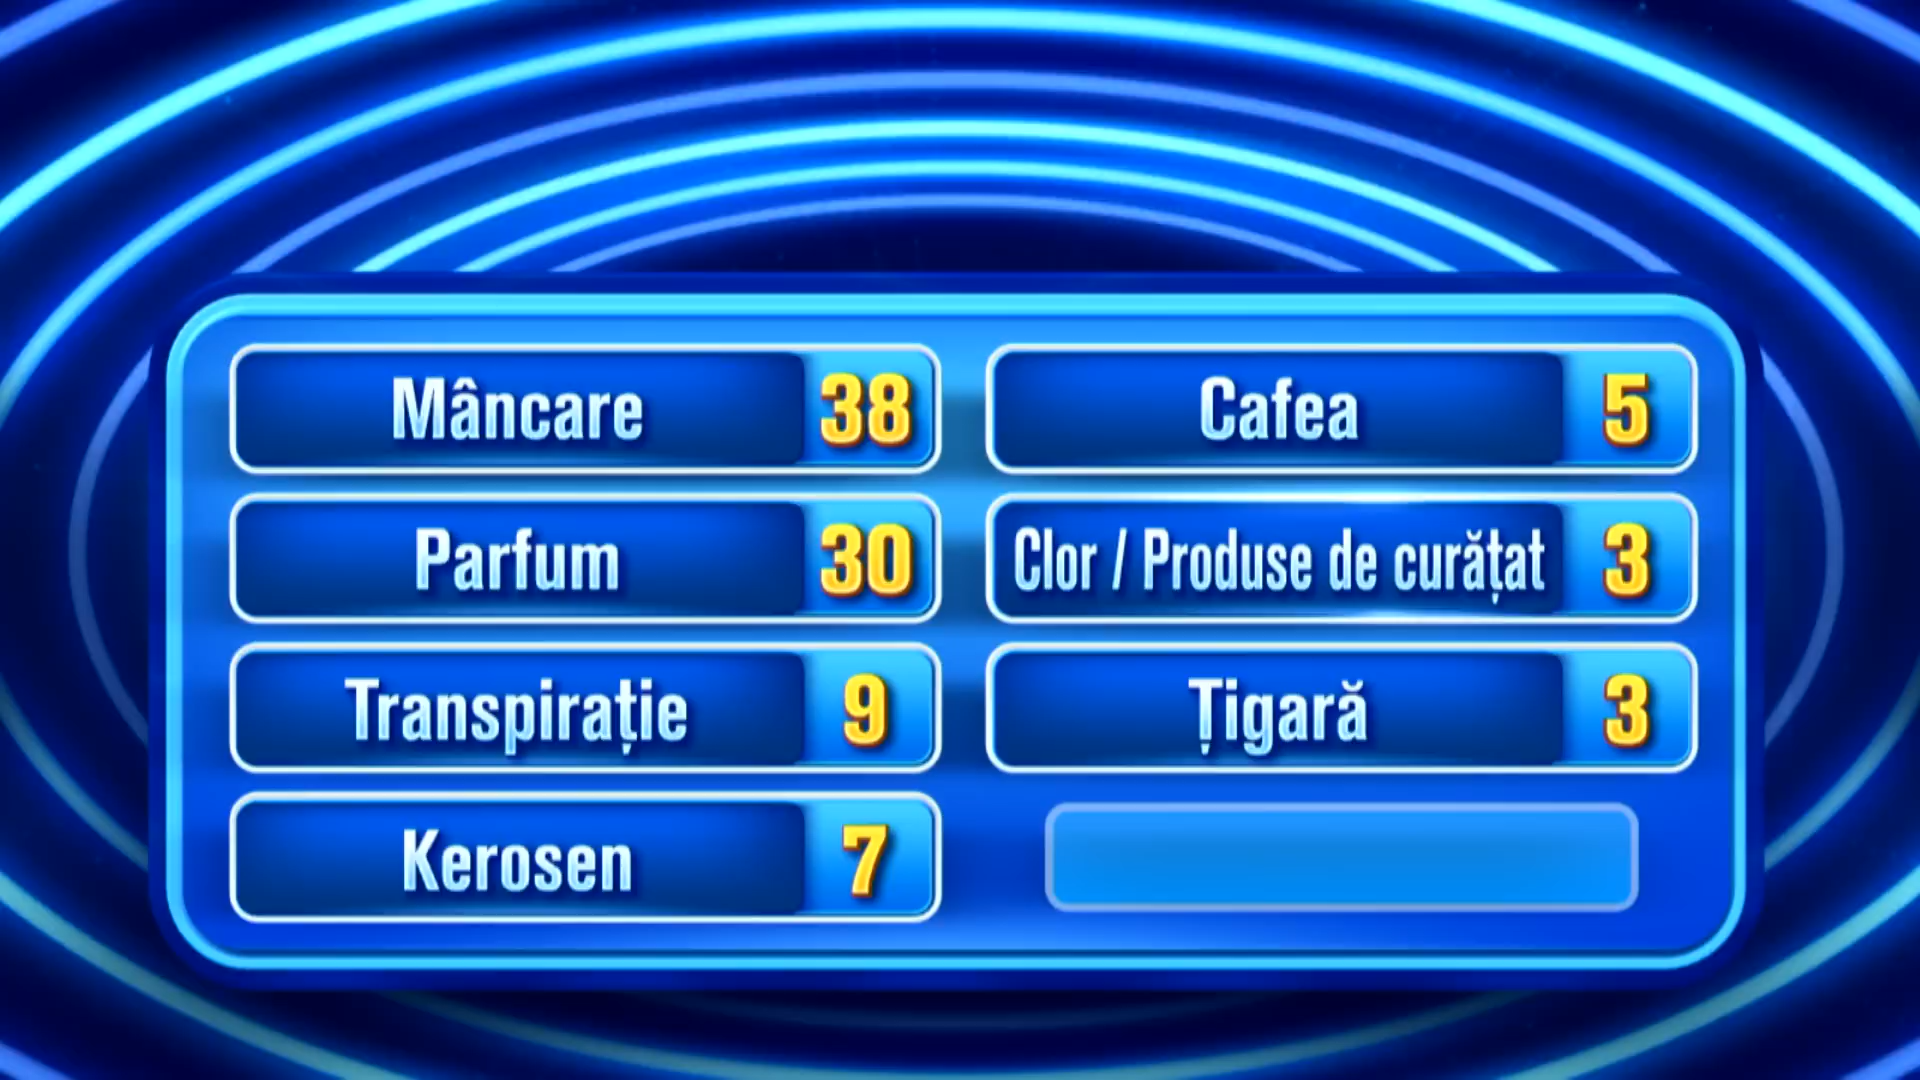 Mâncare 38
Parfum 30
Transpirație 9
Kerosen 7
Cafea 5
Clor / Produse de curățat 3
Țigară 3